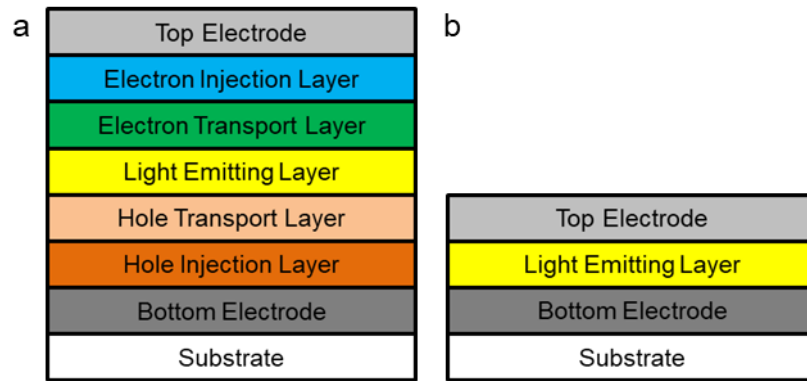 a
Top Electrode
Electron Injection Layer
Electron Transport Layer
Light Emitting Layer
Hole Transport Layer
Hole Injection Layer
Bottom Electrode
Substrate
b
Top Electrode
Light Emitting Layer
Bottom Electrode
Substrate